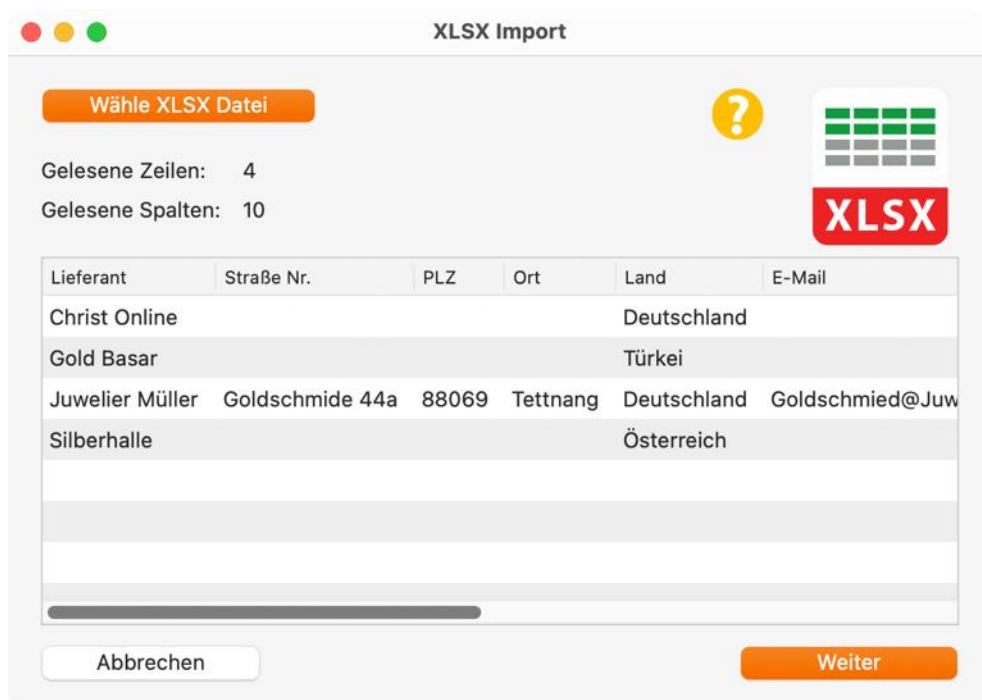 XLSX Import
Wähle XLSX Datei
?
Gelesene Zeilen: 4
Gelesene Spalten: 10
XLSX
Lieferant Straße Nr. PLZ Ort Land E-Mail
Christ Online Deutschland
Gold Basar Türkei
Juwelier Müller Goldschmide 44a 88069 Tettnang Deutschland Goldschmied@Juw
Silberhalle Österreich
Abbrechen Weiter